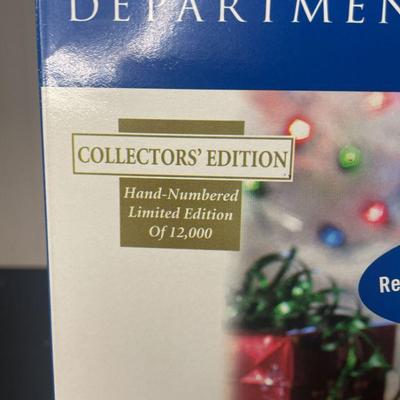 DEPARTMEN
COLLECTORS' EDITION
Hand-Numbered
Limited Edition
Of 12,000
Re